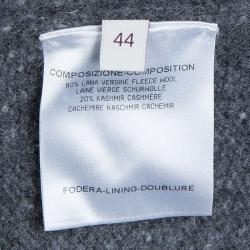 44
COMPOSIZIONE-COMPOSITION
80% LANA VERGINE FLEECE WOOL
LAINE VIERGE SCHURWOLLE
20% KASHMIR CASHMERE
CACHEMIRE KASCHMIR CACHEMIR
FODERA-LINING-DOUBLURE